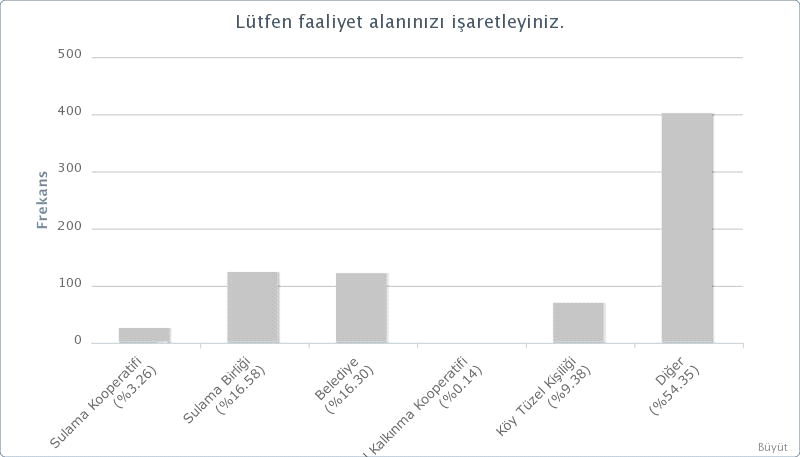 Lütfen faaliyet alanınızı işaretleyiniz.
500
400
300
200
100
0
Frekans
Sulama Kooperatifi
(%3.26)
Sulama Birliği
(%16.58)
Belediye
(%16.30)
Kalkınma Kooperatifi
(%0.14)
Köy Tüzel Kişiliği
(%9.38)
Diğer
(%54.35)
Büyüt